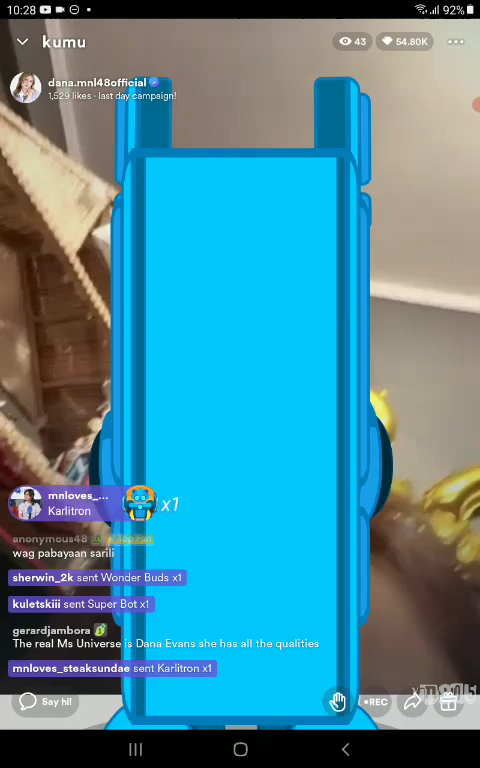 10:28
92%
kumu
43
54.80K
dana.mnl48official
1,529 likes · last day campaign!
mnloves_...
Karlitron
x1
anonymous48 Top Fan
wag pabayaan sarili
sherwin_2k sent Wonder Buds x1
kuletskiii sent Super Bot x1
gerardjambora
The real Ms Universe is Dana Evans she has all the qualities
mnloves_steaksundae sent Karlitron x1
Say hi!
•REC